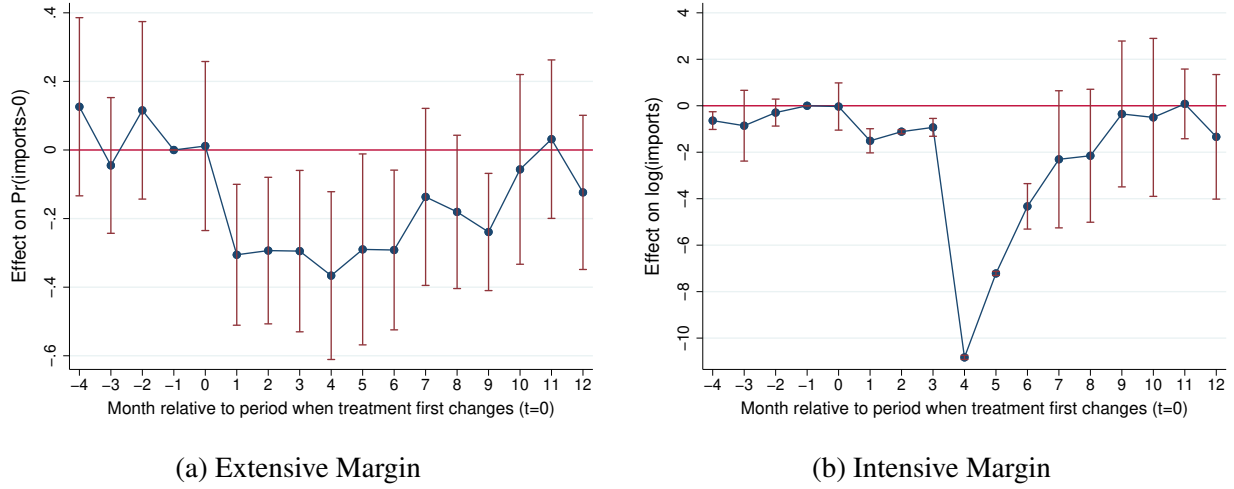 Effect on Pr(imports>0)
.4
.2
0
-.2
-.4
-.6
−4 −3 −2 −1 0 1 2 3 4 5 6 7 8 9 10 11 12
Month relative to period when treatment first changes (t=0)
(a) Extensive Margin
Effect on log(imports)
4
2
0
−2
−4
−6
−8
−10
−4 −3 −2 −1 0 1 2 3 4 5 6 7 8 9 10 11 12
Month relative to period when treatment first changes (t=0)
(b) Intensive Margin